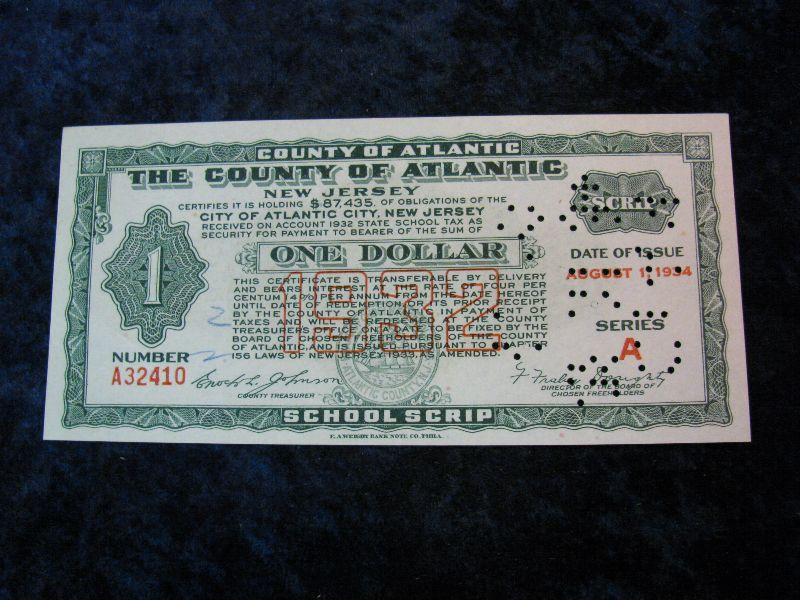 COUNTY OF ATLANTIC
THE COUNTY OF ATLANTIC
NEW JERSEY
CERTIFIES IT IS HOLDING $87,435. OF OBLIGATIONS OF THE
CITY OF ATLANTIC CITY, NEW JERSEY
RECEIVED ON ACCOUNT 1932 STATE SCHOOL TAX AS
SECURITY FOR PAYMENT TO BEARER OF THE SUM OF
SCRIP
ONE DOLLAR
DATE OF ISSUE
AUGUST 1, 1934
1
1932
THIS CERTIFICATE IS TRANSFERABLE BY DELIVERY
AND BEARS INTEREST AT THE RATE OF FOUR PER
CENTUM (4%) PER ANNUM FROM THE DATE HEREOF
UNTIL DATE OF REDEMPTION OR ITS PRIOR RECEIPT
BY THE COUNTY OF ATLANTIC IN PAYMENT OF
TAXES AND WILL BE REDEEMED AT THE COUNTY
TREASURER'S OFFICE ON DATE TO BE FIXED BY THE
BOARD OF CHOSEN FREEHOLDERS OF THE COUNTY
OF ATLANTIC, AND IS ISSUED PURSUANT TO CHAPTER
156 LAWS OF NEW JERSEY 1933, AS AMENDED.
2
SERIES
A
NUMBER
A32410
Enoch L. Johnson
COUNTY TREASURER
ATLANTIC COUNTY, N.J.
DIRECTOR OF THE BOARD OF
CHOSEN FREEHOLDERS
SCHOOL SCRIP
BANK NOTE CO. PHILA.